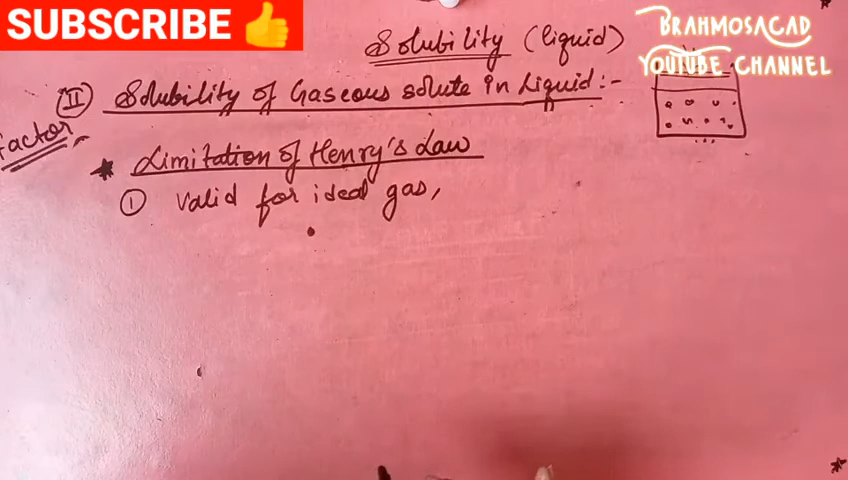 SUBSCRIBE
BRAHMOSACAD
YOUTUBE CHANNEL
Solubility (liquid)
II Solubility of Gaseous solute in Liquid:-
factor
Limitation of Henry's Law
1 Valid for ideal gas,